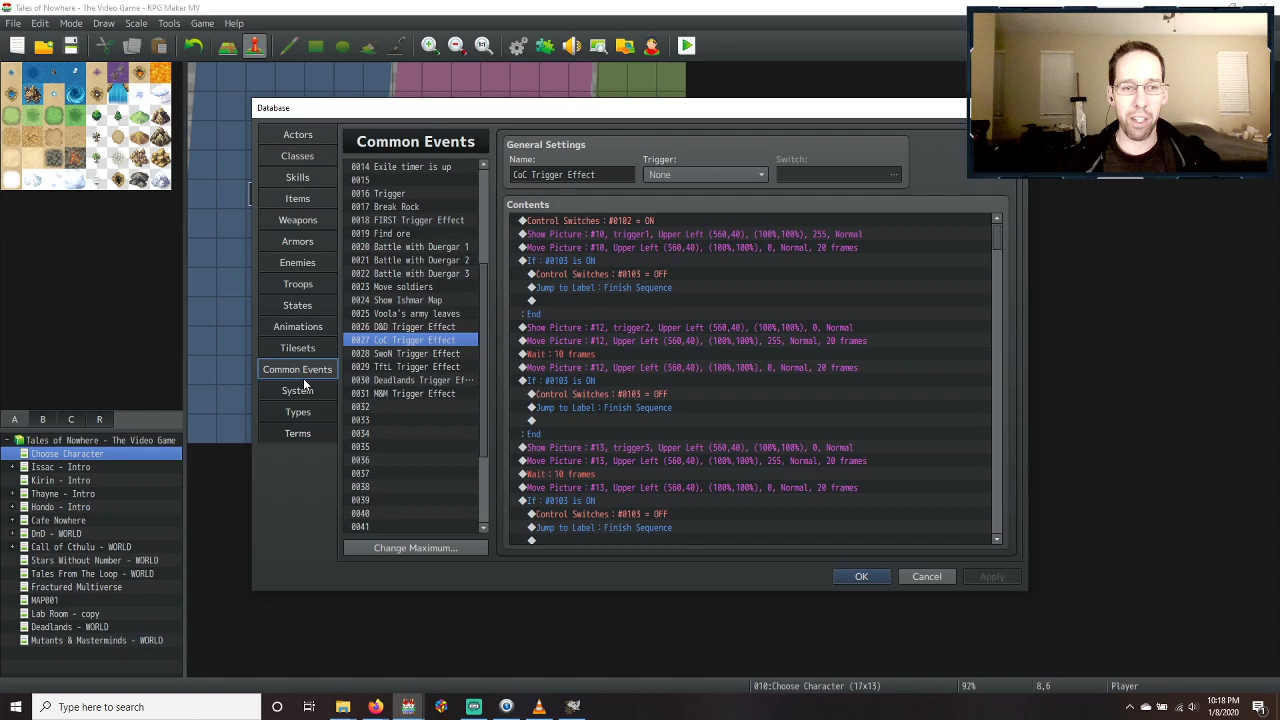 Tales of Nowhere - The Video Game - RPG Maker MV
File Edit Mode Draw Scale Tools Game Help
Database
Actors
Classes
Skills
Items
Weapons
Armors
Enemies
Troops
States
Animations
Tilesets
Common Events
System
Types
Terms
Common Events
0014 Exile timer is up
0015
0016 Trigger
0017 Break Rock
0018 FIRST Trigger Effect
0019 Find ore
0020 Battle with Duergar 1
0021 Battle with Duergar 2
0022 Battle with Duergar 3
0023 Move soldiers
0024 Show Ishmar Map
0025 Voola's army leaves
0026 D&D Trigger Effect
0027 CoC Trigger Effect
0028 SwoN Trigger Effect
0029 TftL Trigger Effect
0030 Deadlands Trigger Ef...
0031 M&M Trigger Effect
0032
0033
0034
0035
0036
0037
0038
0039
0040
0041
Change Maximum...
General Settings
Name: Trigger: Switch:
CoC Trigger Effect None ...
Contents
◆Control Switches：#0102 = ON
◆Show Picture：#10, trigger1, Upper Left (560,40), (100%,100%), 255, Normal
◆Move Picture：#10, Upper Left (560,40), (100%,100%), 0, Normal, 20 frames
◆If：#0103 is ON
◆Control Switches：#0103 = OFF
◆Jump to Label：Finish Sequence
◆
：End
◆Show Picture：#12, trigger2, Upper Left (560,40), (100%,100%), 0, Normal
◆Move Picture：#12, Upper Left (560,40), (100%,100%), 255, Normal, 20 frames
◆Wait：10 frames
◆Move Picture：#12, Upper Left (560,40), (100%,100%), 0, Normal, 20 frames
◆If：#0103 is ON
◆Control Switches：#0103 = OFF
◆Jump to Label：Finish Sequence
◆
：End
◆Show Picture：#13, trigger3, Upper Left (560,40), (100%,100%), 0, Normal
◆Move Picture：#13, Upper Left (560,40), (100%,100%), 255, Normal, 20 frames
◆Wait：10 frames
◆Move Picture：#13, Upper Left (560,40), (100%,100%), 0, Normal, 20 frames
◆If：#0103 is ON
◆Control Switches：#0103 = OFF
◆Jump to Label：Finish Sequence
◆
OK Cancel Apply
A B C R
Tales of Nowhere - The Video Game
Choose Character
Issac - Intro
Kirin - Intro
Thayne - Intro
Hondo - Intro
Cafe Nowhere
DnD - WORLD
Call of Cthulu - WORLD
Stars Without Number - WORLD
Tales From The Loop - WORLD
Fractured Multiverse
MAP001
Lab Room - copy
Deadlands - WORLD
Mutants & Masterminds - WORLD
010:Choose Character (17x13) 92% 8,6 Player
Type here to search
10:18 PM
1/8/2020